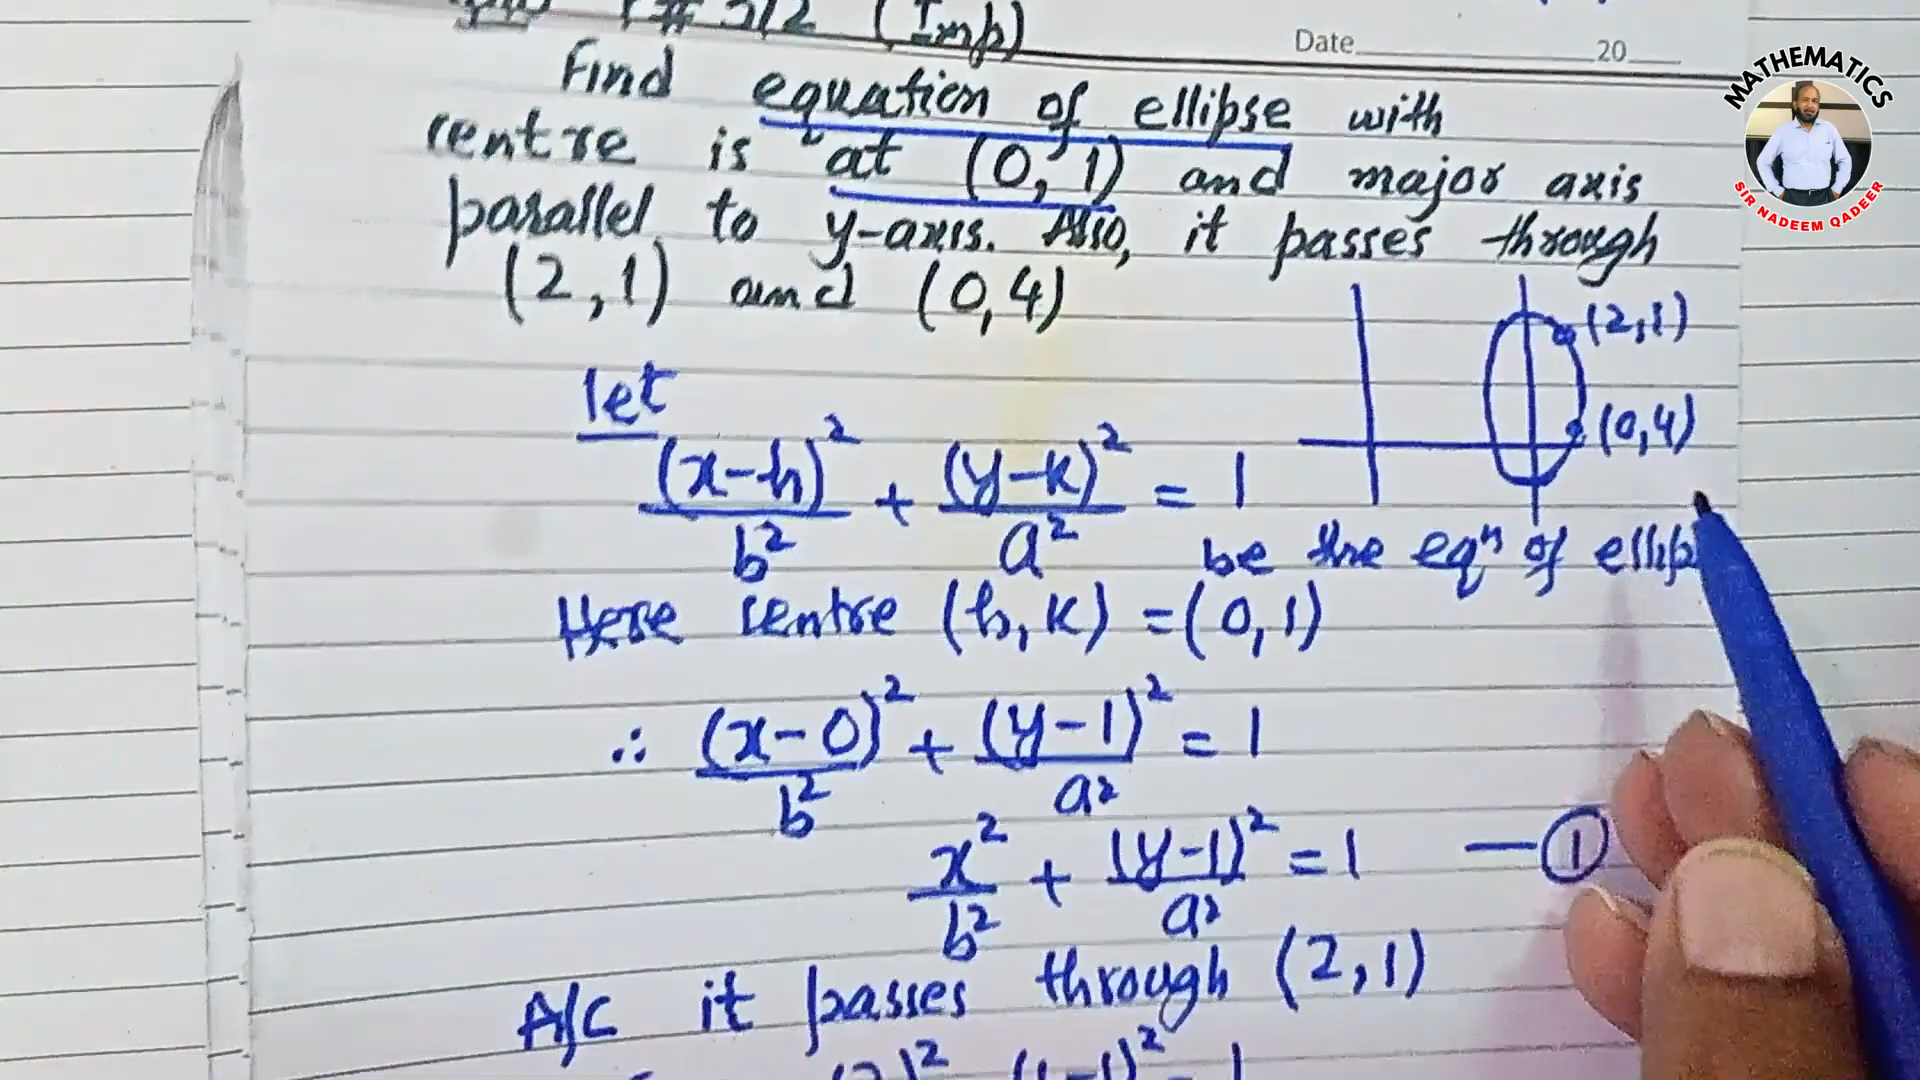 # 312 (Imp)
Date 20
Find equation of ellipse with
centre is at (0,1) and major axis
parallel to y-axis. Also, it passes through
(2,1) and (0,4)
(2,1)
(0,4)
let
(x-h)²/b² + (y-k)²/a² = 1
be the eqⁿ of ellip
Here centre (h,k) =(0,1)
∴ (x-0)²/b² + (y-1)²/a² = 1
x²/b² + (y-1)²/a² = 1 —①
A/C it passes through (2,1)
MATHEMATICS
SIR NADEEM QADEER